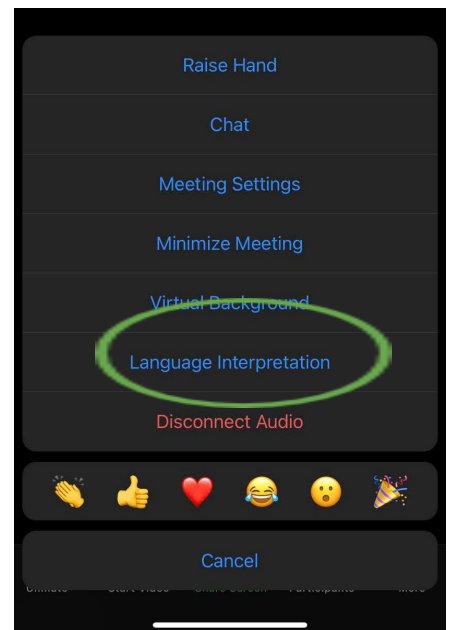 Raise Hand
Chat
Meeting Settings
Minimize Meeting
Virtual Background
Language Interpretation
Disconnect Audio
Cancel